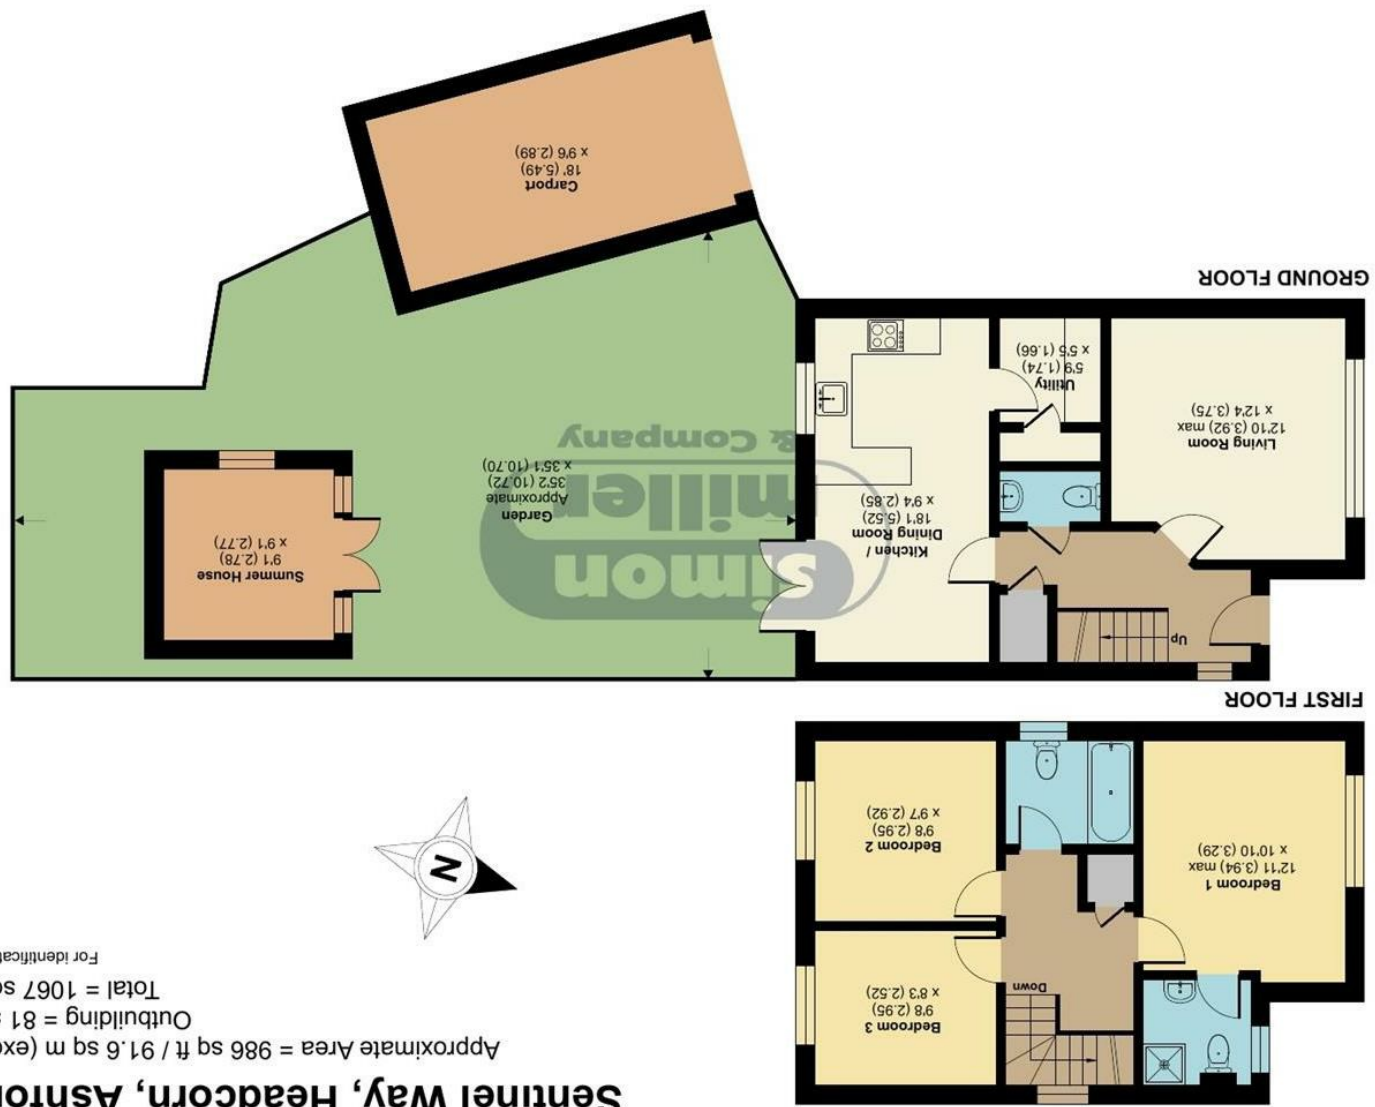 Sentinel Way, Headcorn,
Approximate Area = 986 sq ft / 91.6 sq m
Outbuilding = 81
Total = 1067
For
N
Bedroom 3
9'8 (2.95)
x 8'3 (2.52)
Down
Bedroom 1
12'11 (3.94) max
x 10'10 (3.29)
Bedroom 2
9'8 (2.95)
x 9'7 (2.92)
FIRST FLOOR
Up
Living Room
12'10 (3.92) max
x 12'4 (3.75)
Kitchen /
Dining Room
18'1 (5.52)
x 9'4 (2.85)
Utility
5'9 (1.74)
x 5'5 (1.66)
Summer House
9'1 (2.78)
x 9'1 (2.77)
Garden
Approximate
35'2 (10.72)
x 35'1 (10.70)
simon
miller
& Company
GROUND FLOOR
Carport
18' (5.49)
x 9'6 (2.89)